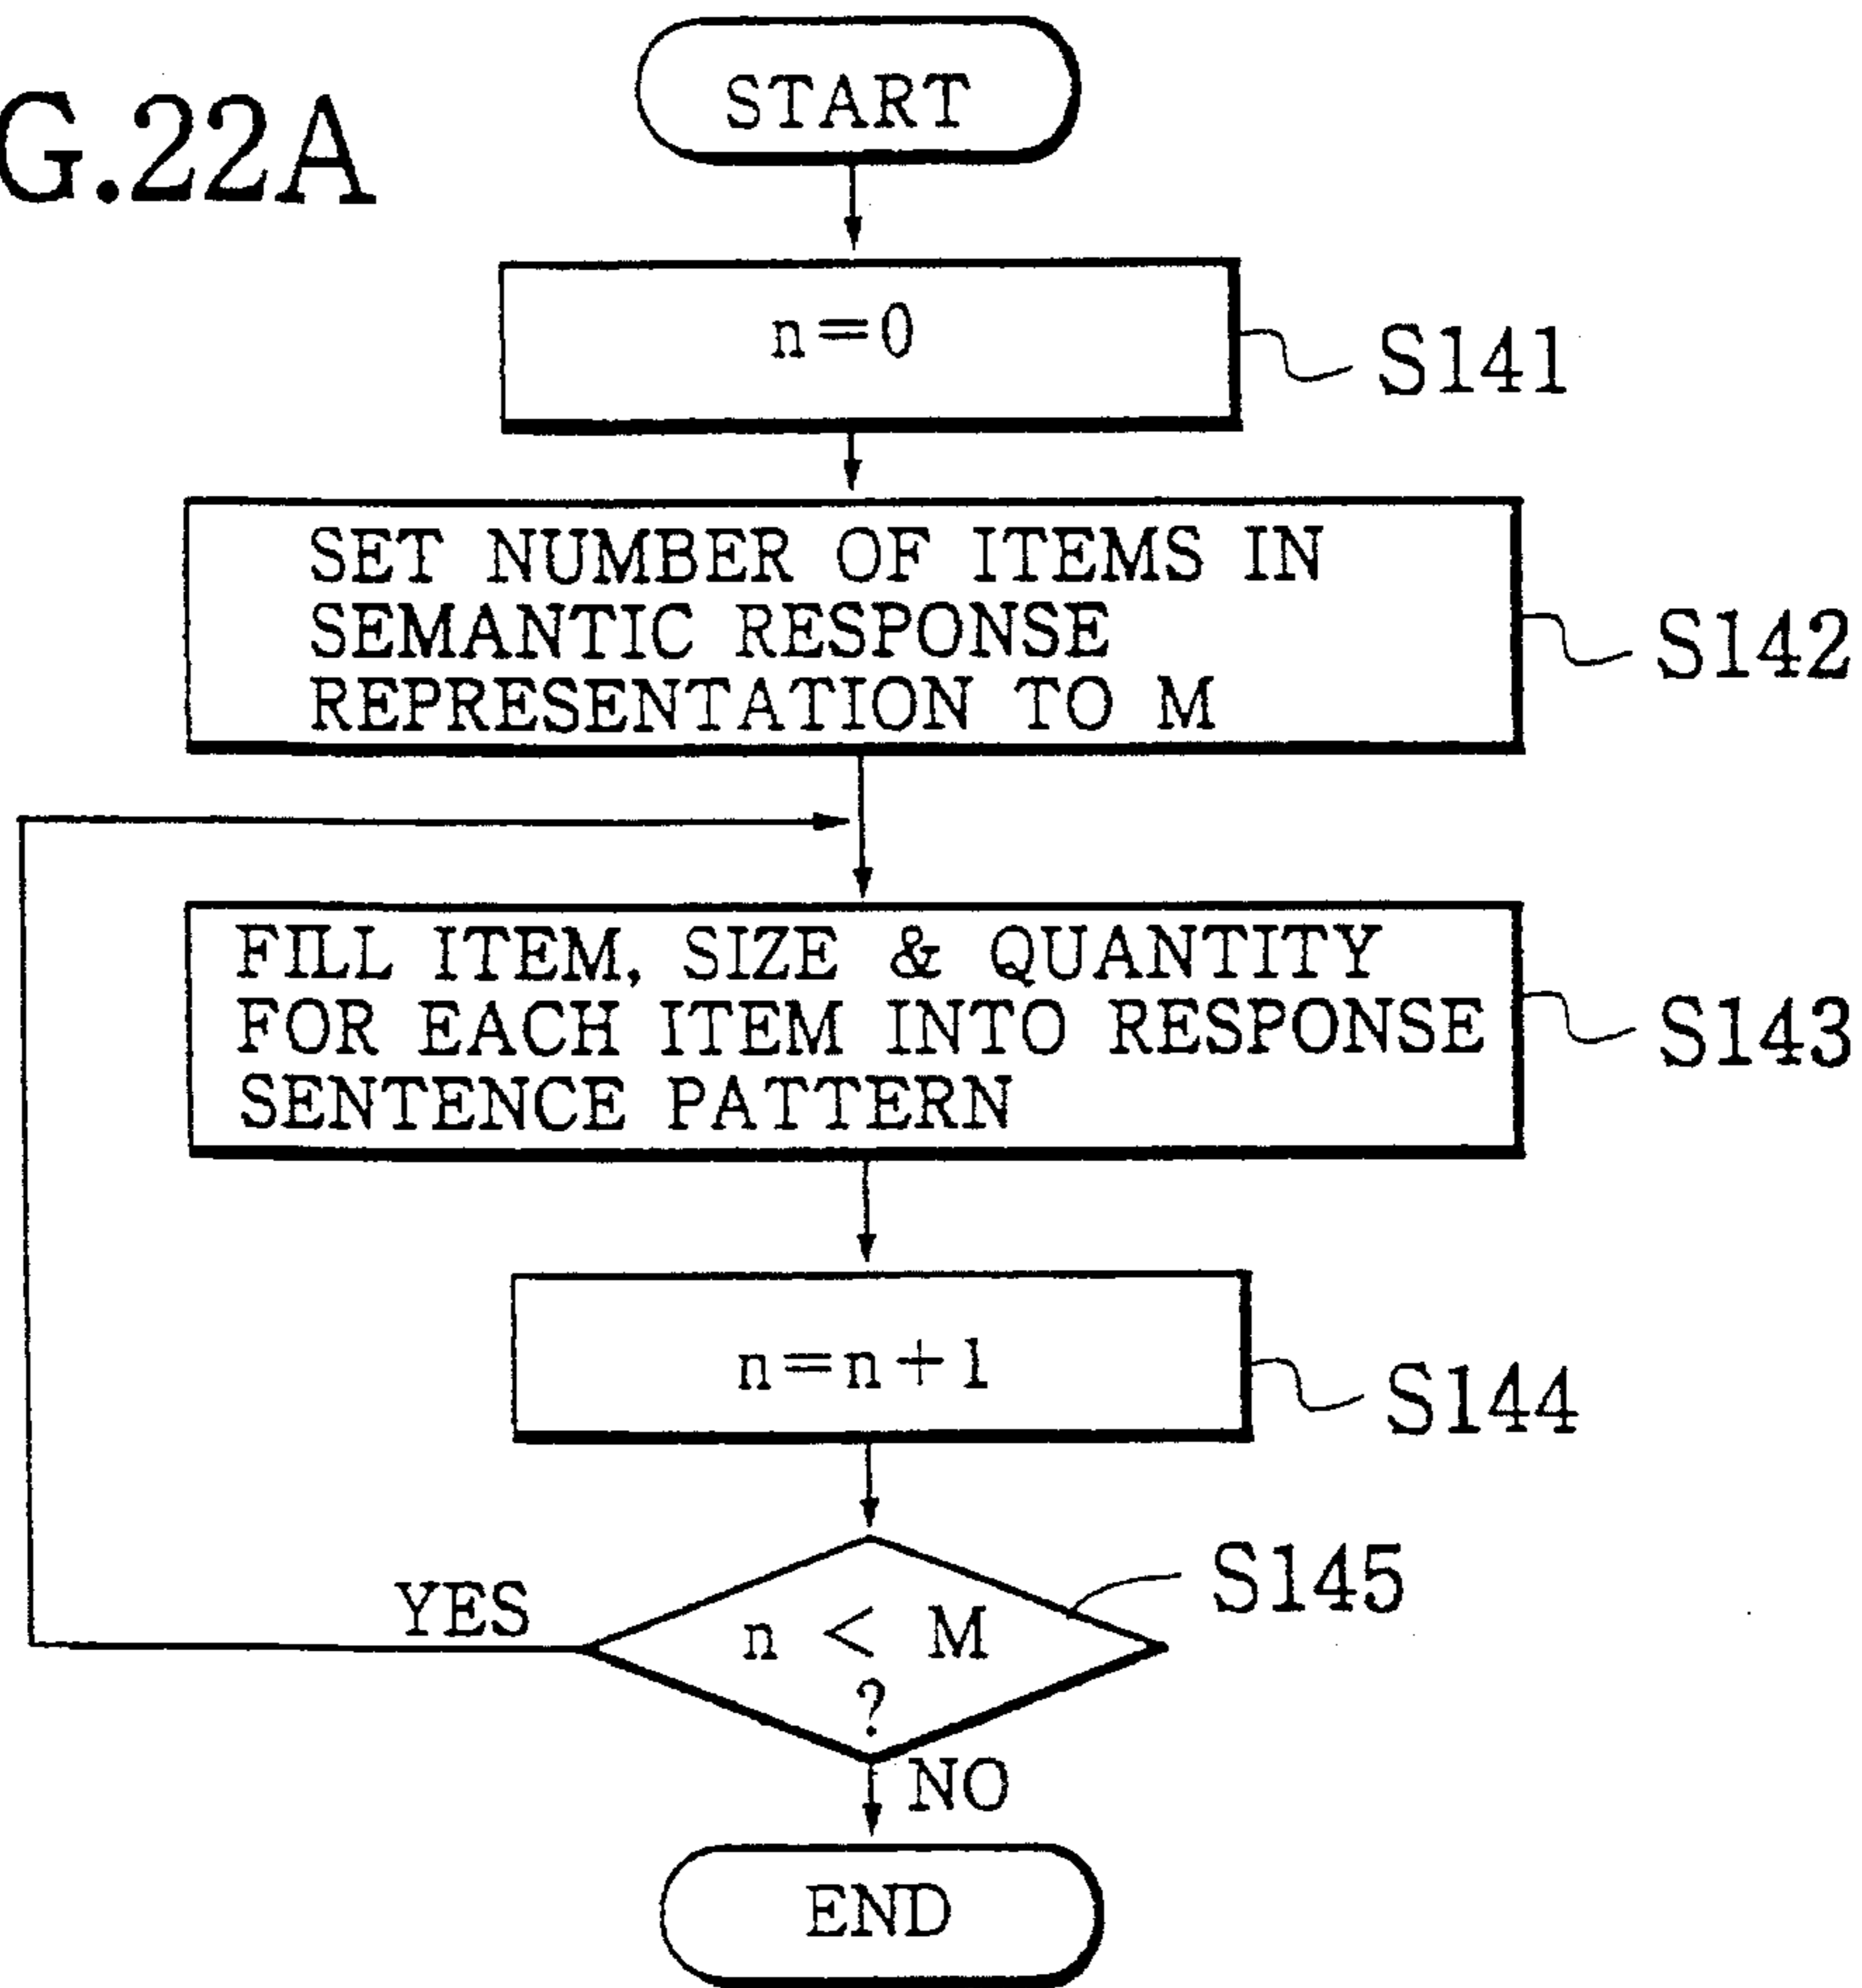 G.22A
START
n=0
S141
SET NUMBER OF ITEMS IN
SEMANTIC RESPONSE
REPRESENTATION TO M
S142
FILL ITEM, SIZE & QUANTITY
FOR EACH ITEM INTO RESPONSE
SENTENCE PATTERN
S143
n=n+1
S144
YES
n < M
?
S145
NO
END